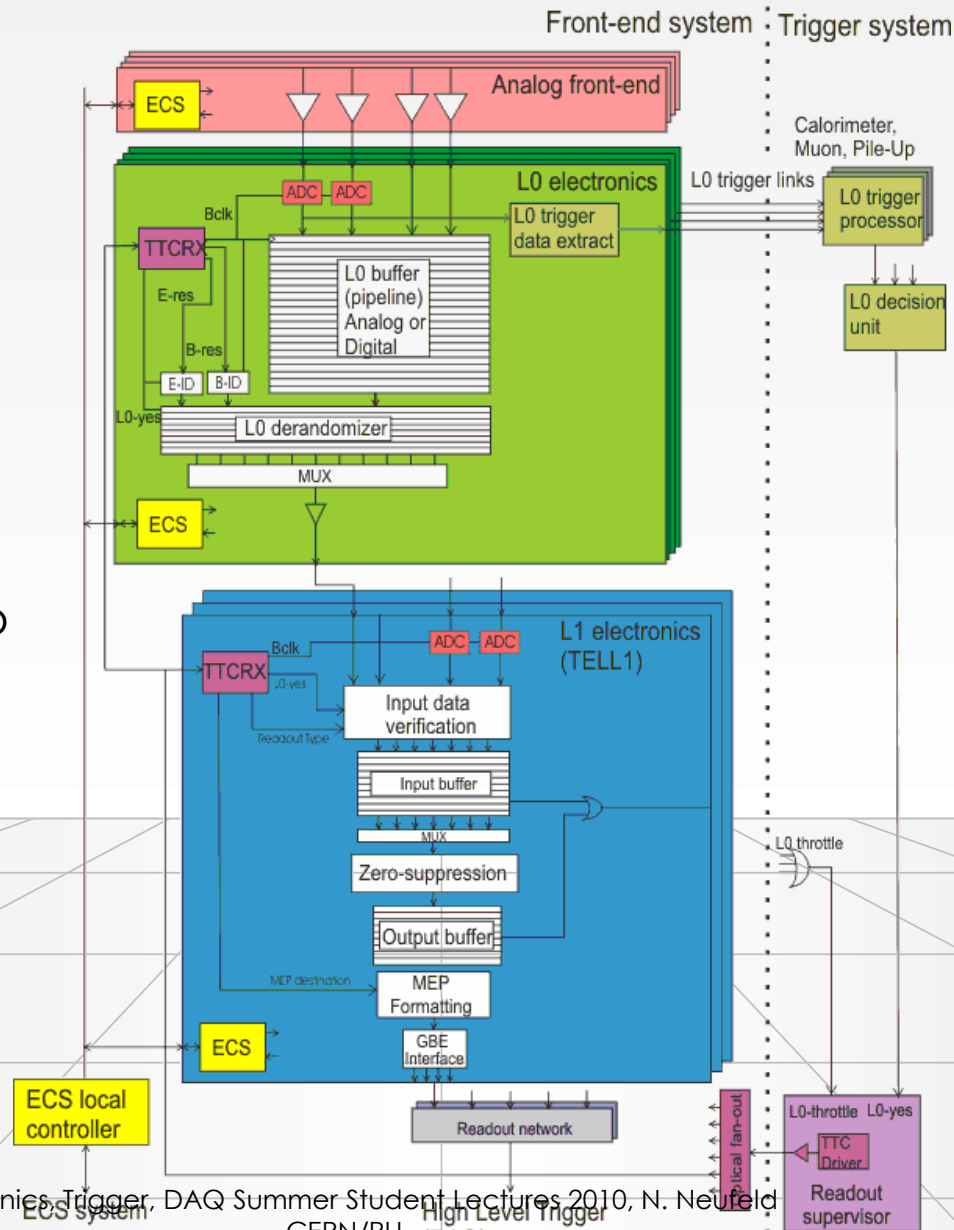 Front-end system
Trigger system
ECS
Analog front-end
Calorimeter,
Muon, Pile-Up
L0 electronics
L0 trigger links
ADC
ADC
L0 trigger
processor
Bclk
L0 trigger
data extract
TTCRX
L0 buffer
(pipeline)
Analog or
Digital
E-res
L0 decision
unit
B-res
E-ID
B-ID
L0-yes
L0 derandomizer
MUX
ECS
L1 electronics
(TELL1)
ADC
ADC
Bclk
TTCRX
L0-yes
Input data
verification
Readout Type
Input buffer
MUX
L0 throttle
Zero-suppression
Output buffer
MEP destination
MEP
Formatting
ECS
GBE
Interface
ECS local
controller
Readout network
optical fan-out
L0-throttle
L0-yes
TTC
Driver
Readout
supervisor
Trigger, DAQ Summer Student Lectures 2010, N. Neufeld
ECS system
High Level Trigger